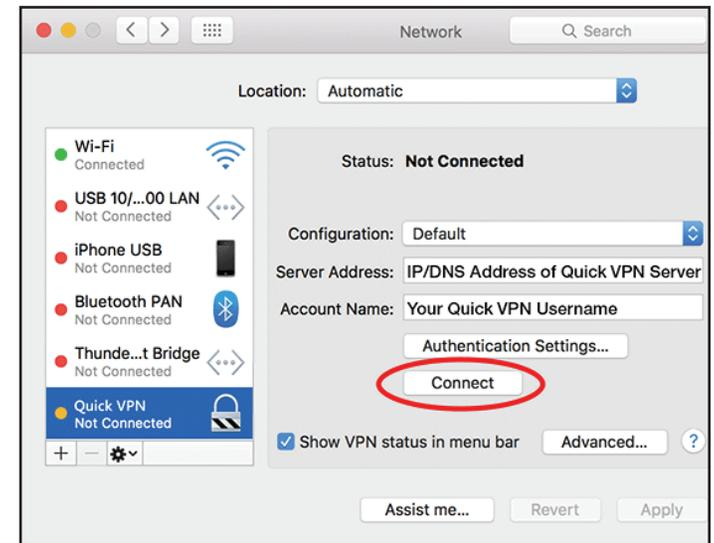 Network
Search
Location: Automatic
Wi-Fi
Connected
USB 10/...00 LAN
Not Connected
iPhone USB
Not Connected
Bluetooth PAN
Not Connected
Thunde...t Bridge
Not Connected
Quick VPN
Not Connected
Status: Not Connected
Configuration: Default
Server Address: IP/DNS Address of Quick VPN Server
Account Name: Your Quick VPN Username
Authentication Settings...
Connect
Show VPN status in menu bar
Advanced...
?
Assist me...
Revert
Apply